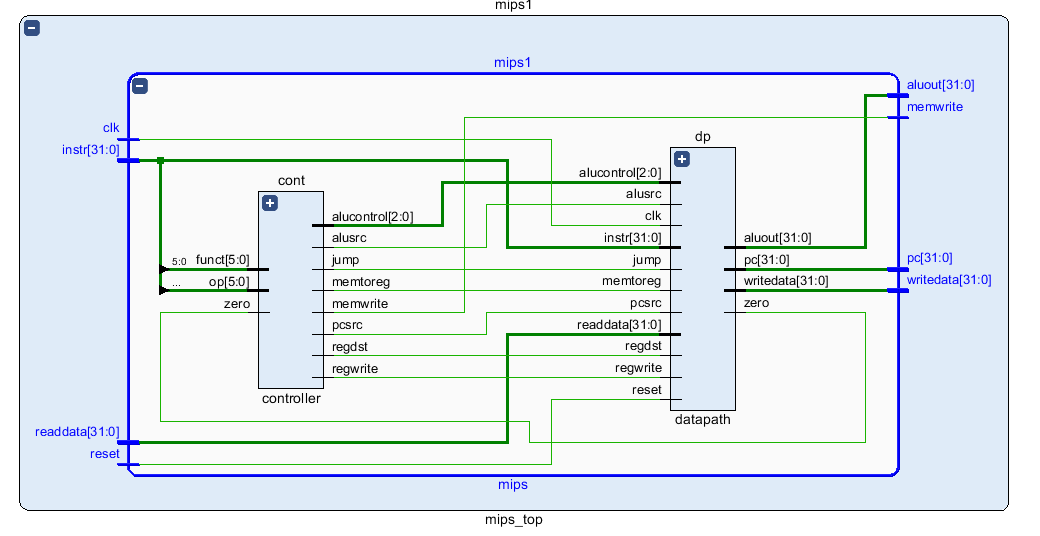 mips1
mips1
clk
instr[31:0]
readdata[31:0]
reset
cont
5:0
...
funct[5:0]
op[5:0]
zero
alucontrol[2:0]
alusrc
jump
memtoreg
memwrite
pcsrc
regdst
regwrite
controller
dp
alucontrol[2:0]
alusrc
clk
instr[31:0]
jump
memtoreg
pcsrc
readdata[31:0]
regdst
regwrite
reset
aluout[31:0]
pc[31:0]
writedata[31:0]
zero
datapath
aluout[31:0]
memwrite
pc[31:0]
writedata[31:0]
mips
mips_top